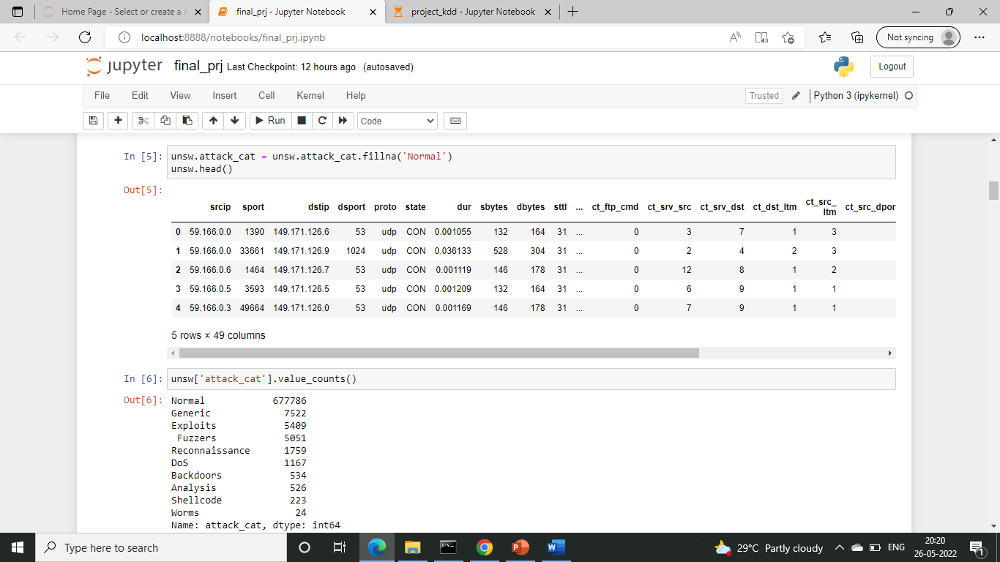 Home Page - Select or create a n
final_prj - Jupyter Notebook
project_kdd - Jupyter Notebook
localhost:8888/notebooks/final_prj.ipynb
Not syncing
jupyter final_prj Last Checkpoint: 12 hours ago (autosaved)
Logout
File Edit View Insert Cell Kernel Help
Trusted
Python 3 (ipykernel)
Run
Code
In [5]: unsw.attack_cat = unsw.attack_cat.fillna('Normal')
unsw.head()
Out[5]:
srcip sport dstip dsport proto state dur sbytes dbytes sttl ... ct_ftp_cmd ct_srv_src ct_srv_dst ct_dst_ltm ct_src_ ltm ct_src_dpor
0 59.166.0.0 1390 149.171.126.6 53 udp CON 0.001055 132 164 31 ... 0 3 7 1 3
1 59.166.0.0 33661 149.171.126.9 1024 udp CON 0.036133 528 304 31 ... 0 2 4 2 3
2 59.166.0.6 1464 149.171.126.7 53 udp CON 0.001119 146 178 31 ... 0 12 8 1 2
3 59.166.0.5 3593 149.171.126.5 53 udp CON 0.001209 132 164 31 ... 0 6 9 1 1
4 59.166.0.3 49664 149.171.126.0 53 udp CON 0.001169 146 178 31 ... 0 7 9 1 1
5 rows × 49 columns
In [6]: unsw['attack_cat'].value_counts()
Out[6]: Normal 677786
Generic 7522
Exploits 5409
Fuzzers 5051
Reconnaissance 1759
DoS 1167
Backdoors 534
Analysis 526
Shellcode 223
Worms 24
Name: attack_cat, dtype: int64
Type here to search
29°C Partly cloudy
ENG
20:20
26-05-2022
1